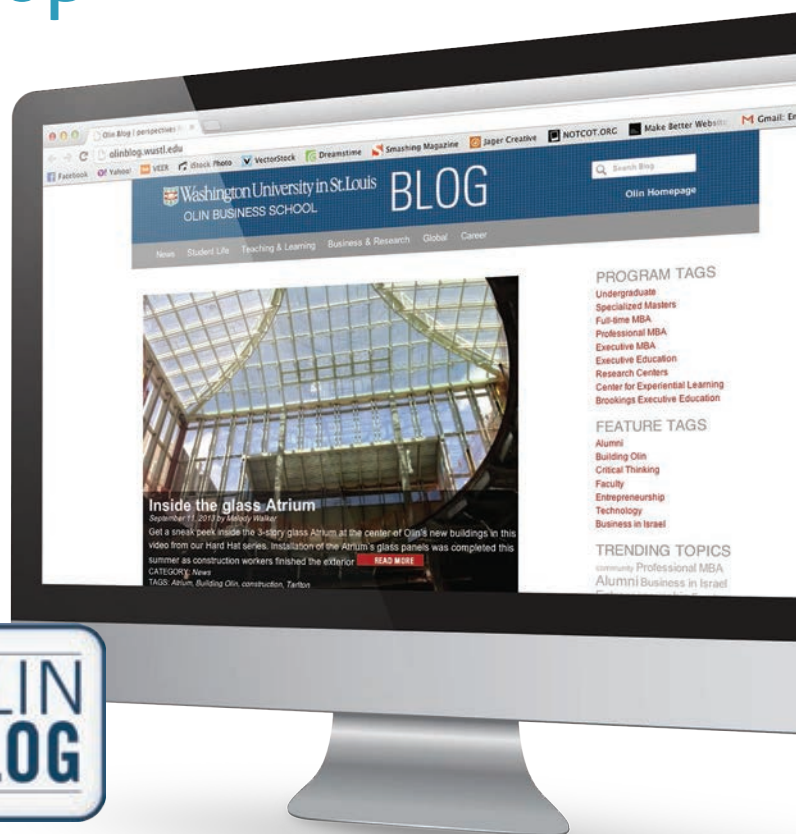 op
Olin Blog | perspectives
olinblog.wustl.edu
Facebook Yahoo! VEER iStock Photo VectorStock Dreamstime Smashing Magazine Jager Creative NOTCOT.ORG Make Better Website Gmail: En
Washington University in St. Louis BLOG
OLIN BUSINESS SCHOOL
Search Blog
Olin Homepage
News Student Life Teaching & Learning Business & Research Global Career
Inside the glass Atrium
September 11, 2013 by Melody Walker
Get a sneak peek inside the 3-story glass Atrium at the center of Olin's new buildings in this
video from our Hard Hat series. Installation of the Atrium's glass panels was completed this
summer as construction workers finished the exterior READ MORE
CATEGORY: News
TAGS: Atrium, Building Olin, construction, Tarlton
PROGRAM TAGS
Undergraduate
Specialized Masters
Full-time MBA
Professional MBA
Executive MBA
Executive Education
Research Centers
Center for Experiential Learning
Brookings Executive Education
FEATURE TAGS
Alumni
Building Olin
Critical Thinking
Faculty
Entrepreneurship
Technology
Business in Israel
TRENDING TOPICS
community Professional MBA
Alumni Business in Israel
LIN
LOG